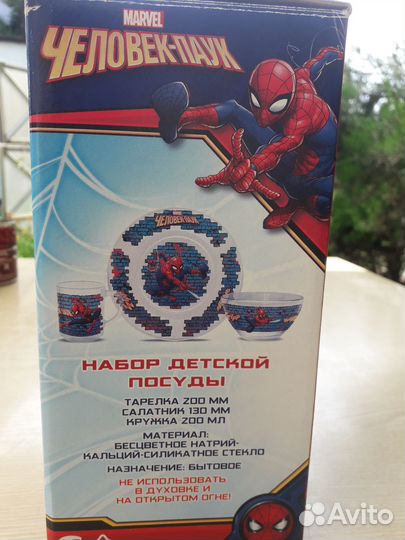 MARVEL
ЧЕЛОВЕК-ПАУК
ЧЕЛОВЕК-ПАУК
НАБОР ДЕТСКОЙ
ПОСУДЫ
ТАРЕЛКА 200 ММ
САЛАТНИК 130 ММ
КРУЖКА 200 МЛ
МАТЕРИАЛ:
БЕСЦВЕТНОЕ НАТРИЙ-
КАЛЬЦИЙ-СИЛИКАТНОЕ СТЕКЛО
НАЗНАЧЕНИЕ: БЫТОВОЕ
НЕ ИСПОЛЬЗОВАТЬ
В ДУХОВКЕ И
НА ОТКРЫТОМ ОГНЕ!
Avito